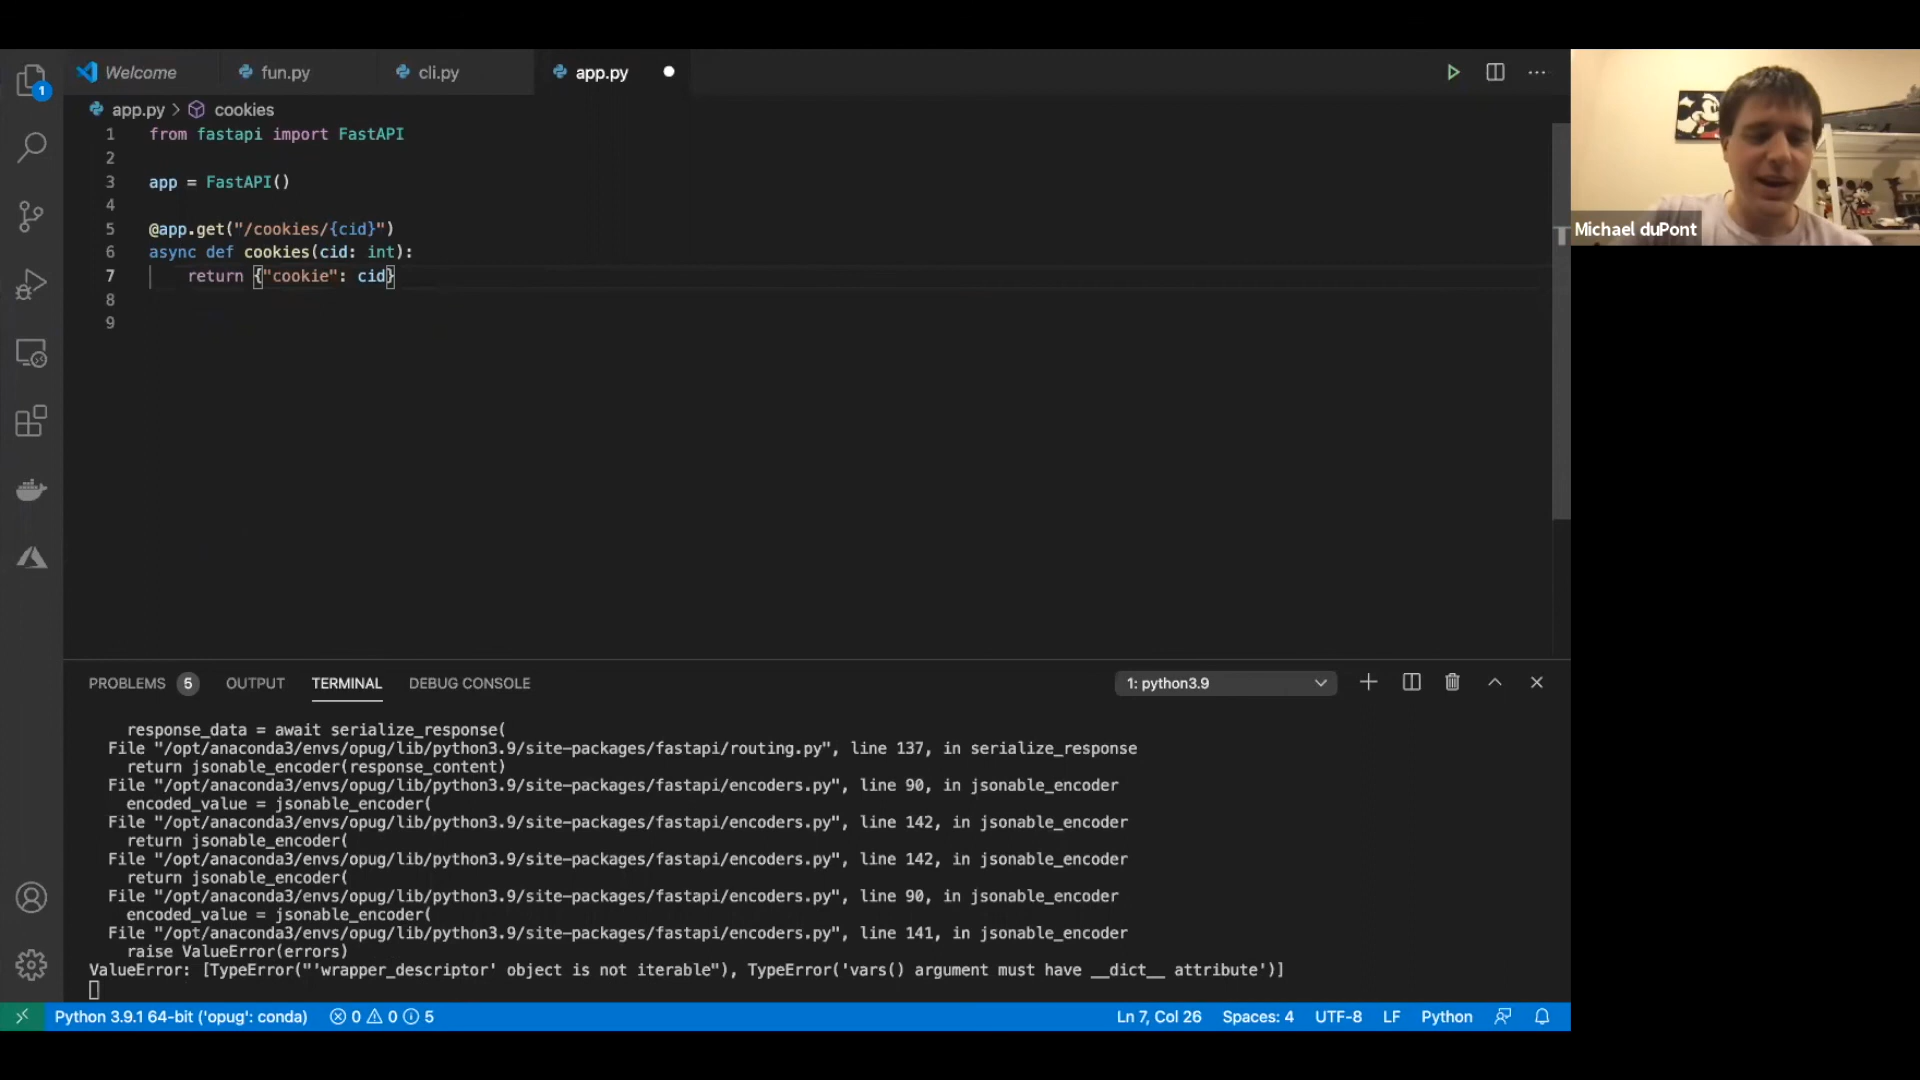 1
Welcome
fun.py
cli.py
app.py
app.py > cookies
1 from fastapi import FastAPI
2
3 app = FastAPI()
4
5 @app.get("/cookies/{cid}")
6 async def cookies(cid: int):
7 return {"cookie": cid}
8
9
Michael duPont
PROBLEMS 5 OUTPUT TERMINAL DEBUG CONSOLE 1: python3.9
response_data = await serialize_response(
File "/opt/anaconda3/envs/opug/lib/python3.9/site-packages/fastapi/routing.py", line 137, in serialize_response
return jsonable_encoder(response_content)
File "/opt/anaconda3/envs/opug/lib/python3.9/site-packages/fastapi/encoders.py", line 90, in jsonable_encoder
encoded_value = jsonable_encoder(
File "/opt/anaconda3/envs/opug/lib/python3.9/site-packages/fastapi/encoders.py", line 142, in jsonable_encoder
return jsonable_encoder(
File "/opt/anaconda3/envs/opug/lib/python3.9/site-packages/fastapi/encoders.py", line 142, in jsonable_encoder
return jsonable_encoder(
File "/opt/anaconda3/envs/opug/lib/python3.9/site-packages/fastapi/encoders.py", line 90, in jsonable_encoder
encoded_value = jsonable_encoder(
File "/opt/anaconda3/envs/opug/lib/python3.9/site-packages/fastapi/encoders.py", line 141, in jsonable_encoder
raise ValueError(errors)
ValueError: [TypeError("'wrapper_descriptor' object is not iterable"), TypeError('vars() argument must have __dict__ attribute')]
Python 3.9.1 64-bit ('opug': conda) 0 0 5 Ln 7, Col 26 Spaces: 4 UTF-8 LF Python